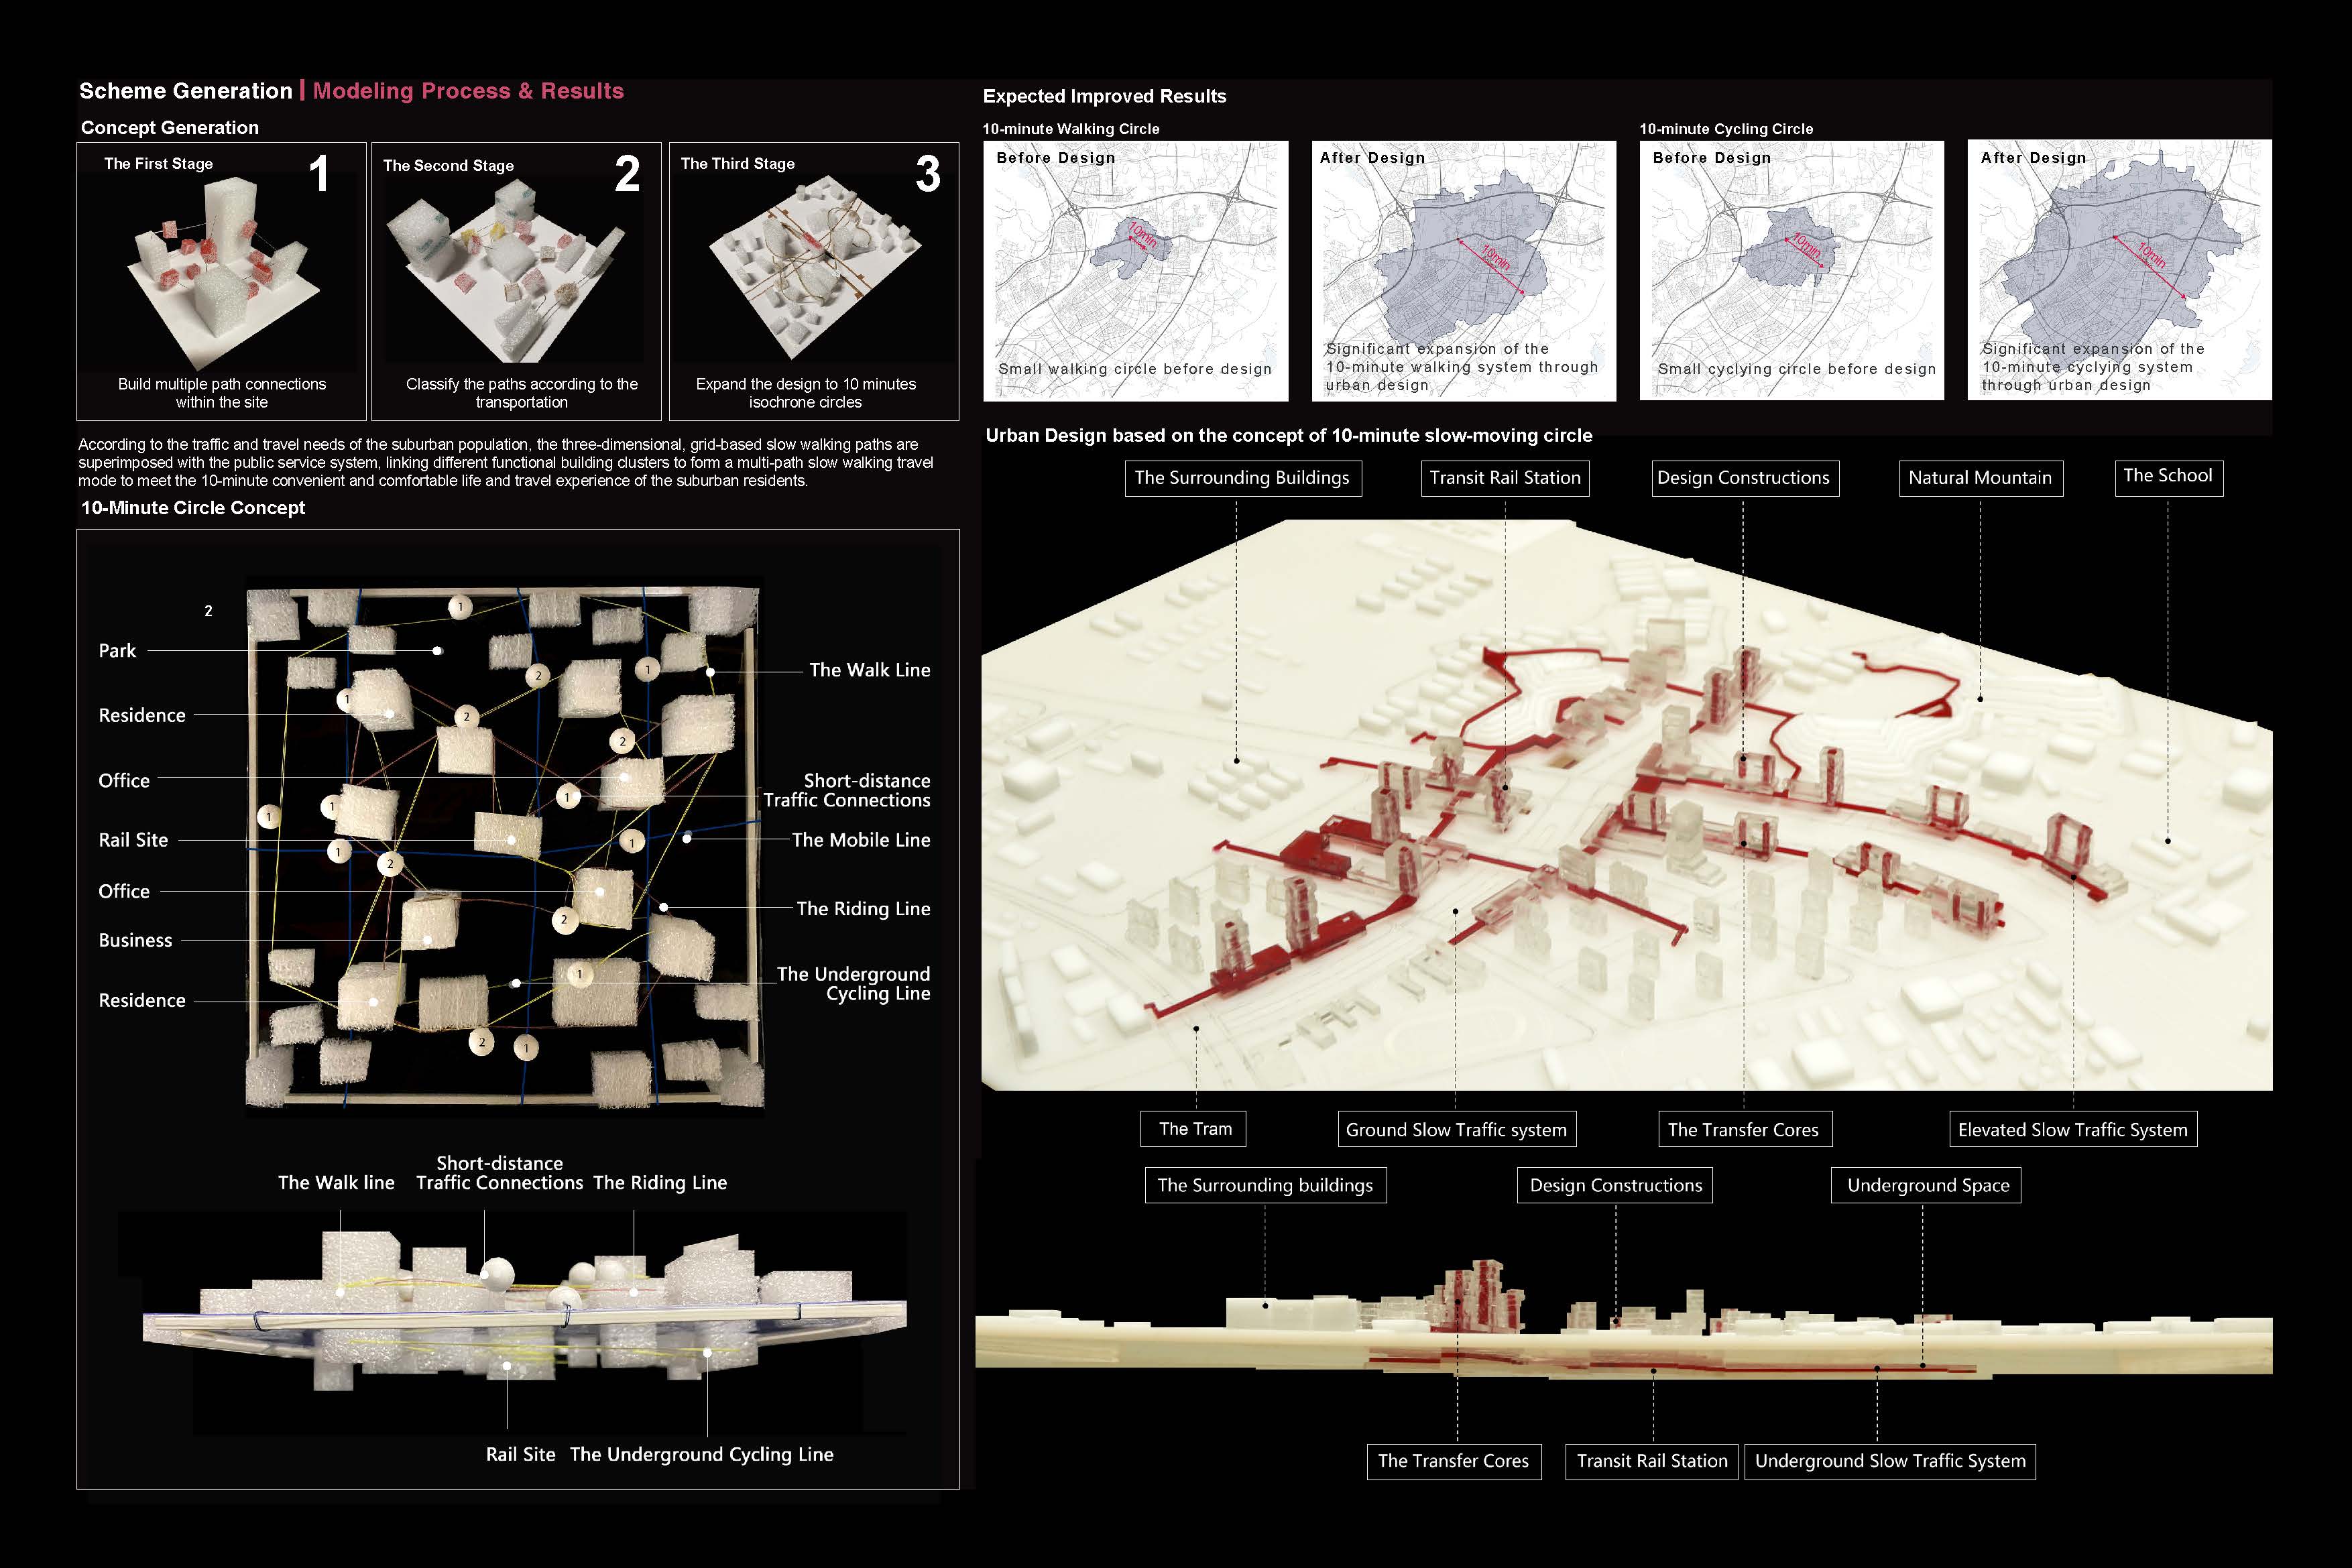 Scheme Generation | Modeling Process & Results
Concept Generation
The First Stage
1
Build multiple path connections
within the site
The Second Stage
2
Classify the paths according to the
transportation
The Third Stage
3
Expand the design to 10 minutes
isochrone circles
According to the traffic and travel needs of the suburban population, the three-dimensional, grid-based slow walking paths are
superimposed with the public service system, linking different functional building clusters to form a multi-path slow walking travel
mode to meet the 10-minute convenient and comfortable life and travel experience of the suburban residents.
10-Minute Circle Concept
2
Park
Residence
Office
Rail Site
Office
Business
Residence
1
2
1
1
2
2
1
1
1
1
1
2
2
1
2
1
The Walk Line
Short-distance
Traffic Connections
The Mobile Line
The Riding Line
The Underground
Cycling Line
The Walk line
Short-distance
Traffic Connections
The Riding Line
Rail Site
The Underground Cycling Line
Expected Improved Results
10-minute Walking Circle
Before Design
10min
Small walking circle before design
After Design
10min
Significant expansion of the
10-minute walking system through
urban design
10-minute Cycling Circle
Before Design
10min
Small cyclying circle before design
After Design
10min
Significant expansion of the
10-minute cyclying system
through urban design
Urban Design based on the concept of 10-minute slow-moving circle
The Surrounding Buildings
Transit Rail Station
Design Constructions
Natural Mountain
The School
The Tram
Ground Slow Traffic system
The Transfer Cores
Elevated Slow Traffic System
The Surrounding buildings
Design Constructions
Underground Space
The Transfer Cores
Transit Rail Station
Underground Slow Traffic System